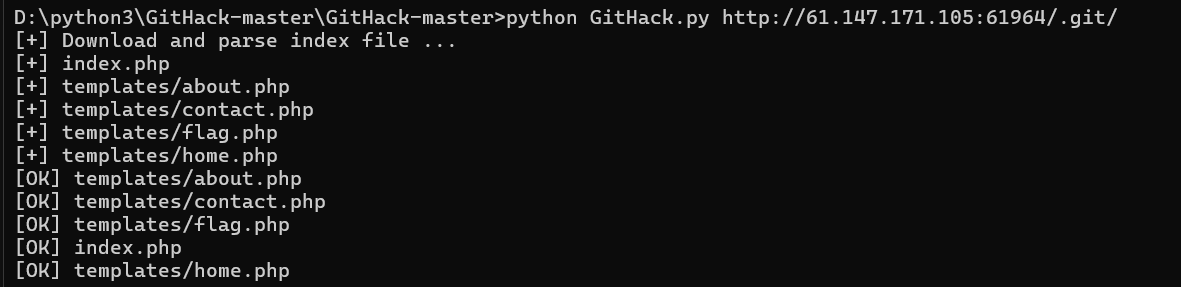 D:\python3\GitHack-master\GitHack-master>python GitHack.py http://61.147.171.105:61964/.git/
[+] Download and parse index file ...
[+] index.php
[+] templates/about.php
[+] templates/contact.php
[+] templates/flag.php
[+] templates/home.php
[OK] templates/about.php
[OK] templates/contact.php
[OK] templates/flag.php
[OK] index.php
[OK] templates/home.php